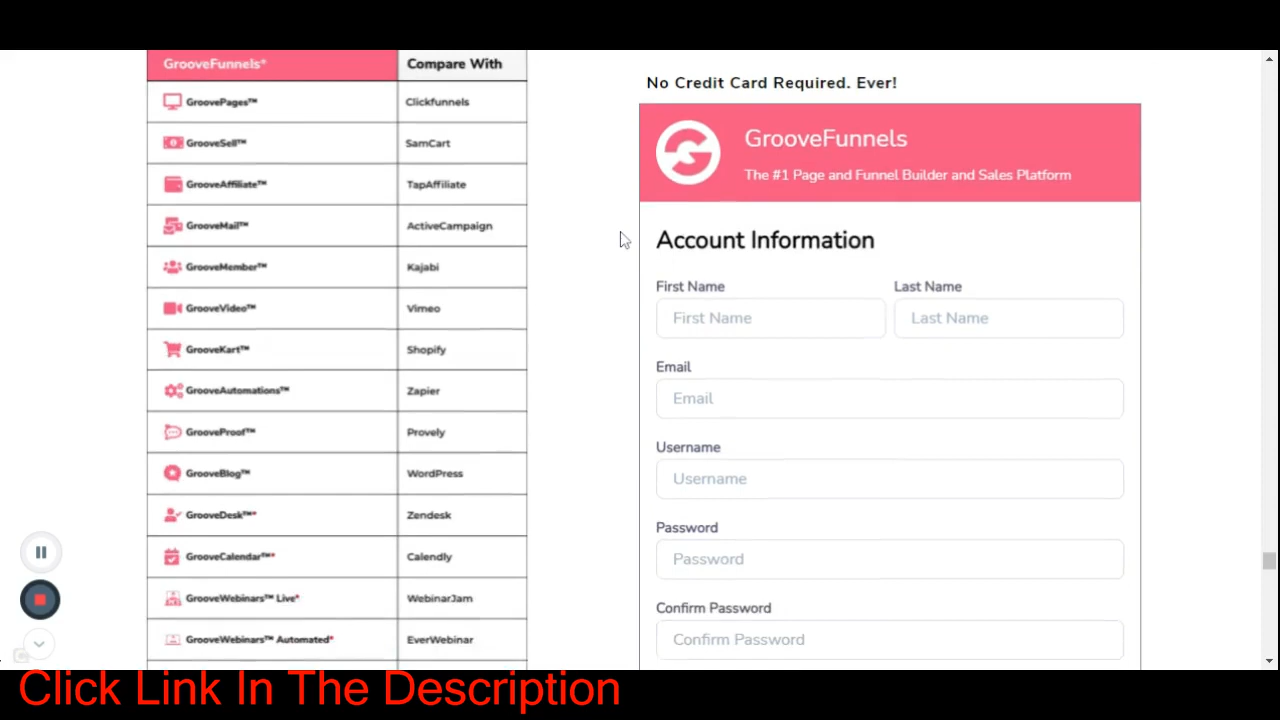 GrooveFunnels* Compare With
GroovePages™ Clickfunnels
GrooveSell™ SamCart
GrooveAffiliate™ TapAffiliate
GrooveMail™ ActiveCampaign
GrooveMember™ Kajabi
GrooveVideo™ Vimeo
GrooveKart™ Shopify
GrooveAutomations™ Zapier
GrooveProof™ Provely
GrooveBlog™ WordPress
GrooveDesk™* Zendesk
GrooveCalendar™* Calendly
GrooveWebinars™ Live* WebinarJam
GrooveWebinars™ Automated* EverWebinar
No Credit Card Required. Ever!
GrooveFunnels
The #1 Page and Funnel Builder and Sales Platform
Account Information
First Name Last Name
First Name Last Name
Email
Email
Username
Username
Password
Password
Confirm Password
Confirm Password
Click Link In The Description